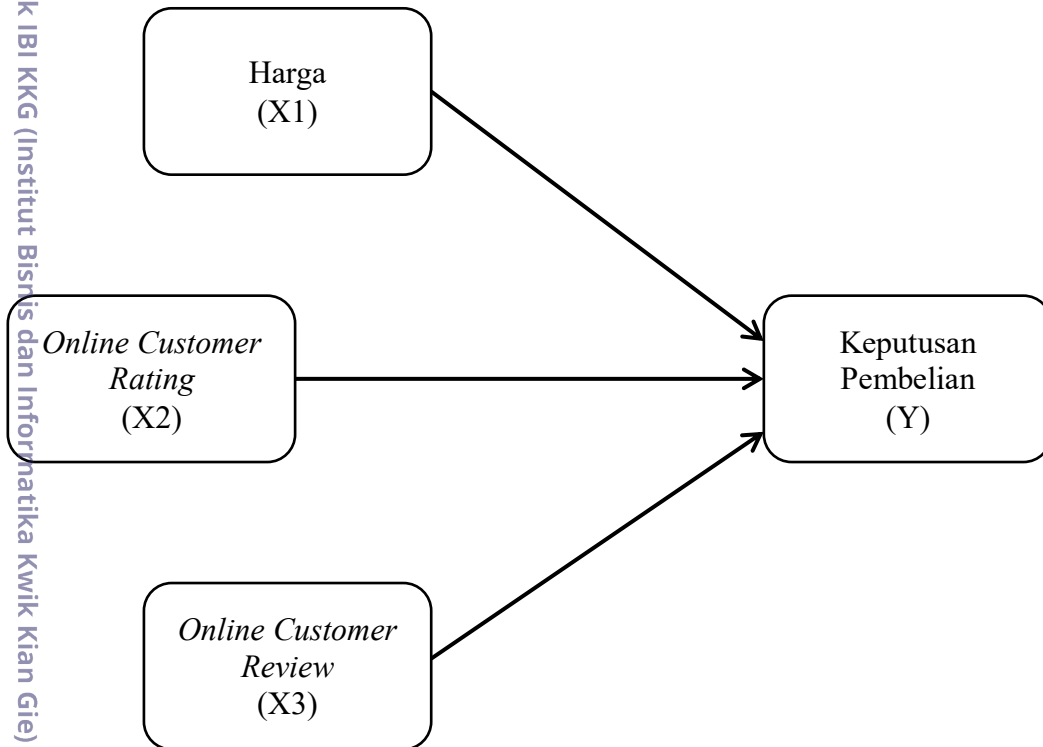 k IBI KKG (Institut Bisnis dan Informatika Kwik Kian Gie)
Harga
(X1)
Online Customer
Rating
(X2)
Keputusan
Pembelian
(Y)
Online Customer
Review
(X3)